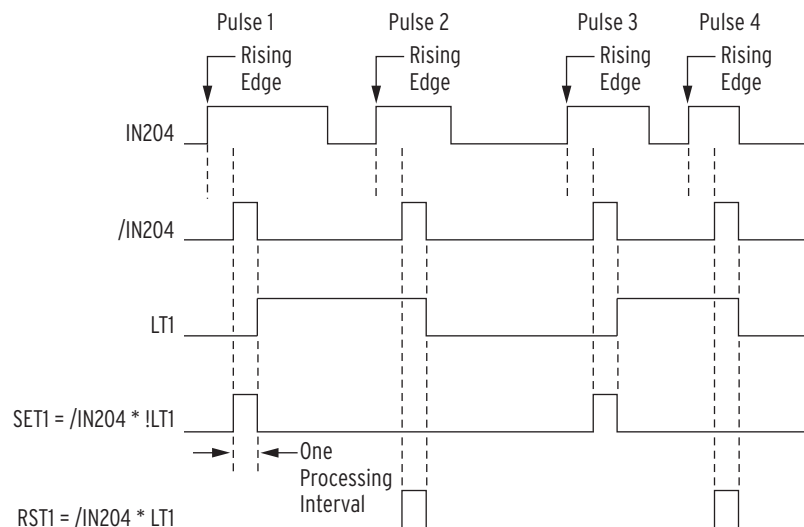 Pulse 1
Pulse 2
Pulse 3
Pulse 4
Rising
Edge
Rising
Edge
Rising
Edge
Rising
Edge
IN204
/IN204
LT1
SET1 = /IN204 * !LT1
One
Processing
Interval
RST1 = /IN204 * LT1